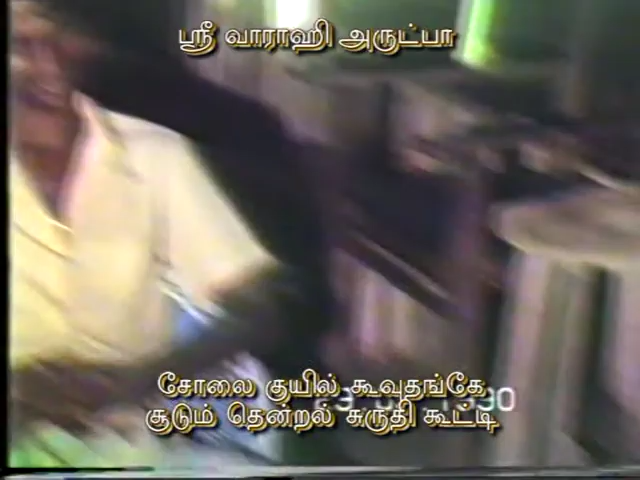 ஸ்ரீ வாராஹி அருட்பா
சோலை குயில் கூவுதங்கே
சூடும் தென்றல் சுருதி கூட்டி